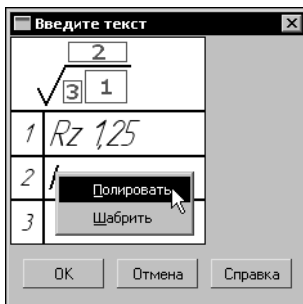 Введите текст
2
3 1
1 Rz 1,25
2
Полировать
Шабрить
3
OK Отмена Справка